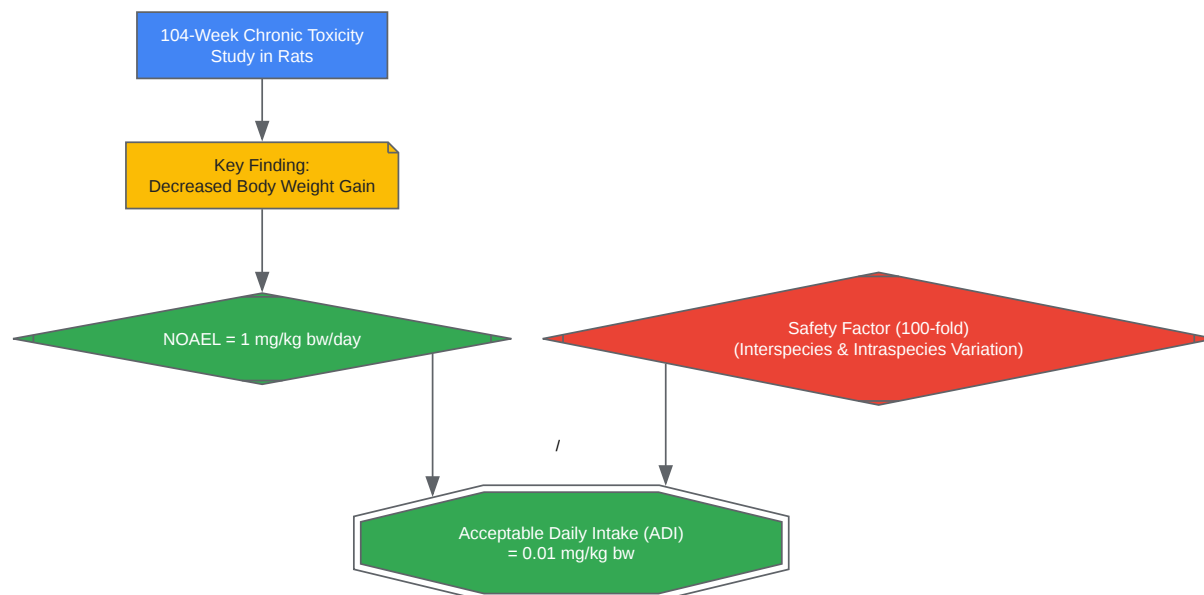 104-Week Chronic Toxicity
Study in Rats
Key Finding:
Decreased Body Weight Gain
NOAEL = 1 mg/kg bw/day
Safety Factor (100-fold)
(Interspecies & Intraspecies Variation)
/
Acceptable Daily Intake (ADI)
= 0.01 mg/kg bw